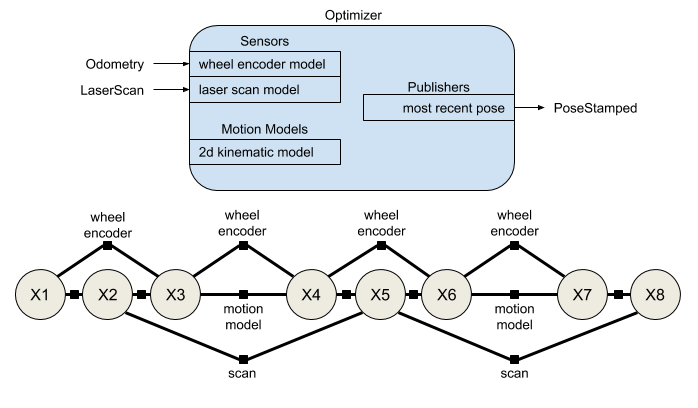 Optimizer
Sensors
Odometry
wheel encoder model
LaserScan
laser scan model
Publishers
most recent pose
PoseStamped
Motion Models
2d kinematic model
wheel
encoder
wheel
encoder
wheel
encoder
wheel
encoder
X1
X2
X3
X4
X5
X6
X7
X8
motion
model
motion
model
scan
scan